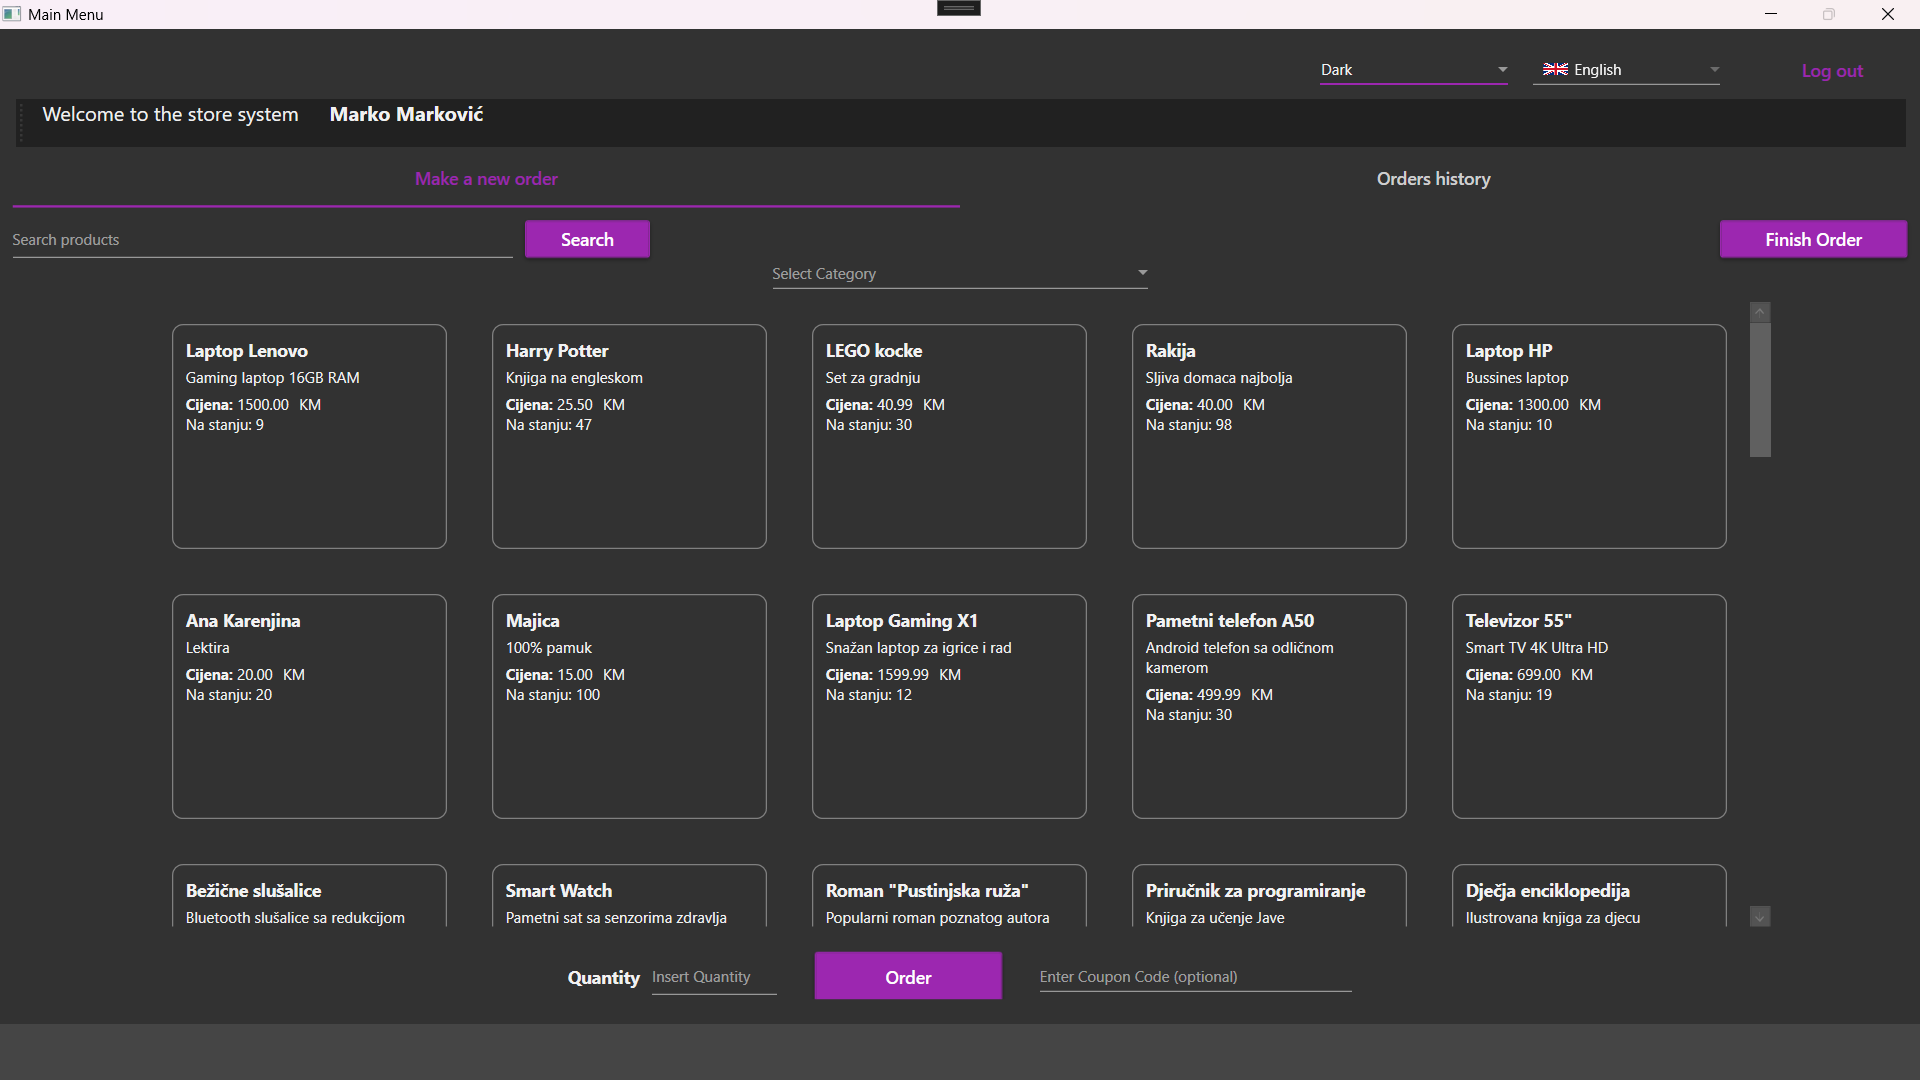 Main Menu
Dark
English
Log out
Welcome to the store system Marko Marković
Make a new order
Orders history
Search products
Search
Finish Order
Select Category
Laptop Lenovo
Gaming laptop 16GB RAM
Cijena: 1500.00 KM
Na stanju: 9
Harry Potter
Knjiga na engleskom
Cijena: 25.50 KM
Na stanju: 47
LEGO kocke
Set za gradnju
Cijena: 40.99 KM
Na stanju: 30
Rakija
Sljiva domaca najbolja
Cijena: 40.00 KM
Na stanju: 98
Laptop HP
Bussines laptop
Cijena: 1300.00 KM
Na stanju: 10
Ana Karenjina
Lektira
Cijena: 20.00 KM
Na stanju: 20
Majica
100% pamuk
Cijena: 15.00 KM
Na stanju: 100
Laptop Gaming X1
Snažan laptop za igrice i rad
Cijena: 1599.99 KM
Na stanju: 12
Pametni telefon A50
Android telefon sa odličnom
kamerom
Cijena: 499.99 KM
Na stanju: 30
Televizor 55"
Smart TV 4K Ultra HD
Cijena: 699.00 KM
Na stanju: 19
Bežične slušalice
Bluetooth slušalice sa redukcijom
Smart Watch
Pametni sat sa senzorima zdravlja
Roman "Pustinjska ruža"
Popularni roman poznatog autora
Priručnik za programiranje
Knjiga za učenje Jave
Dječja enciklopedija
Ilustrovana knjiga za djecu
Quantity
Insert Quantity
Order
Enter Coupon Code (optional)